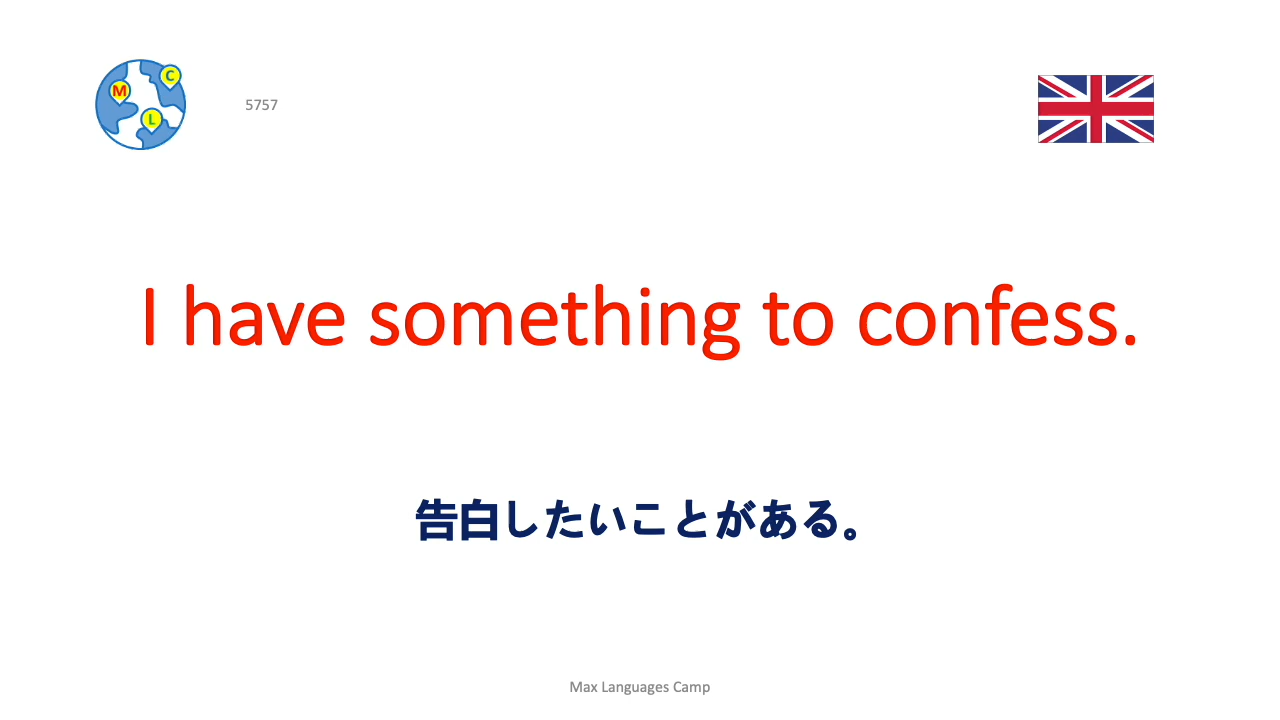 M
C
L
5757
I have something to confess.
告白したいことがある。
Max Languages Camp